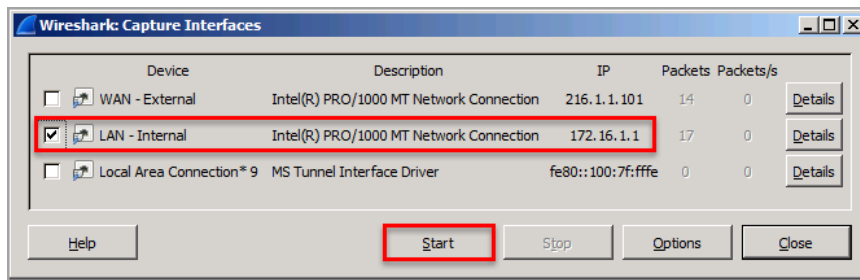 Wireshark: Capture Interfaces
Device Description IP Packets Packets/s
WAN - External Intel(R) PRO/1000 MT Network Connection 216.1.1.101 14 0 Details
LAN - Internal Intel(R) PRO/1000 MT Network Connection 172.16.1.1 17 0 Details
Local Area Connection* 9 MS Tunnel Interface Driver fe80::100:7f:fffe 0 0 Details
Help Start Stop Options Close